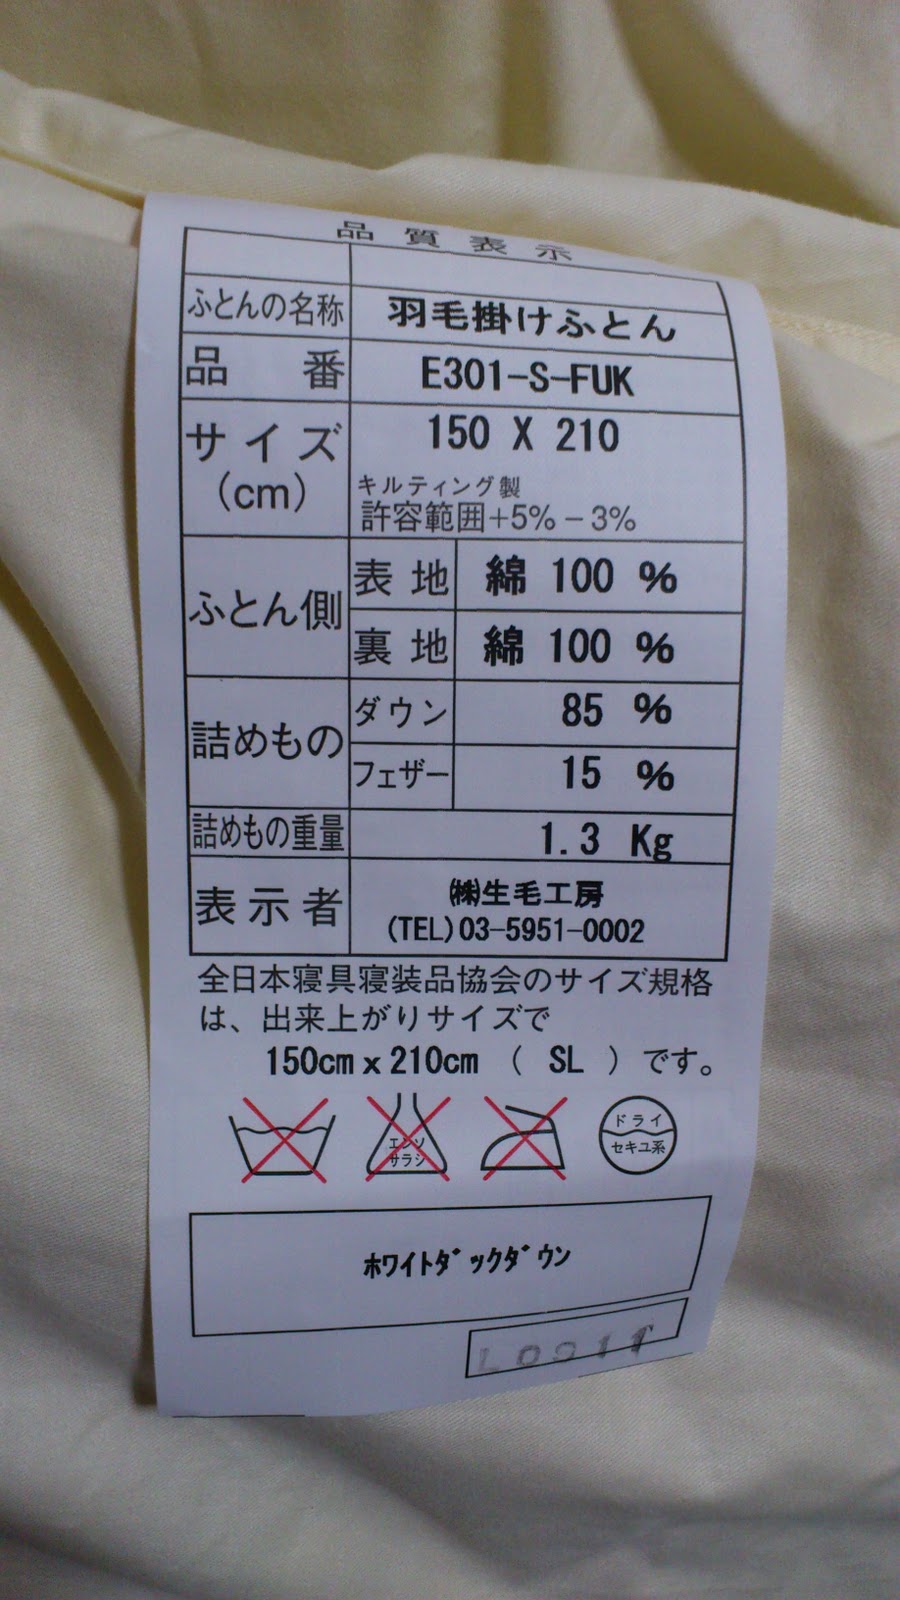 品質表示
ふとんの名称 羽毛掛けふとん
品番 E301-S-FUK
サイズ(cm) 150 X 210
キルティング製
許容範囲+5%-3%
ふとん側 表地 綿 100 %
裏地 綿 100 %
詰めもの ダウン 85 %
フェザー 15 %
詰めもの重量 1.3 Kg
表示者 ㈱生毛工房
(TEL)03-5951-0002
全日本寝具寝装品協会のサイズ規格
は、出来上がりサイズで
150cm x 210cm ( SL ) です。
エンソ
サラシ
ドライ
セキユ系
ホワイトダックダウン